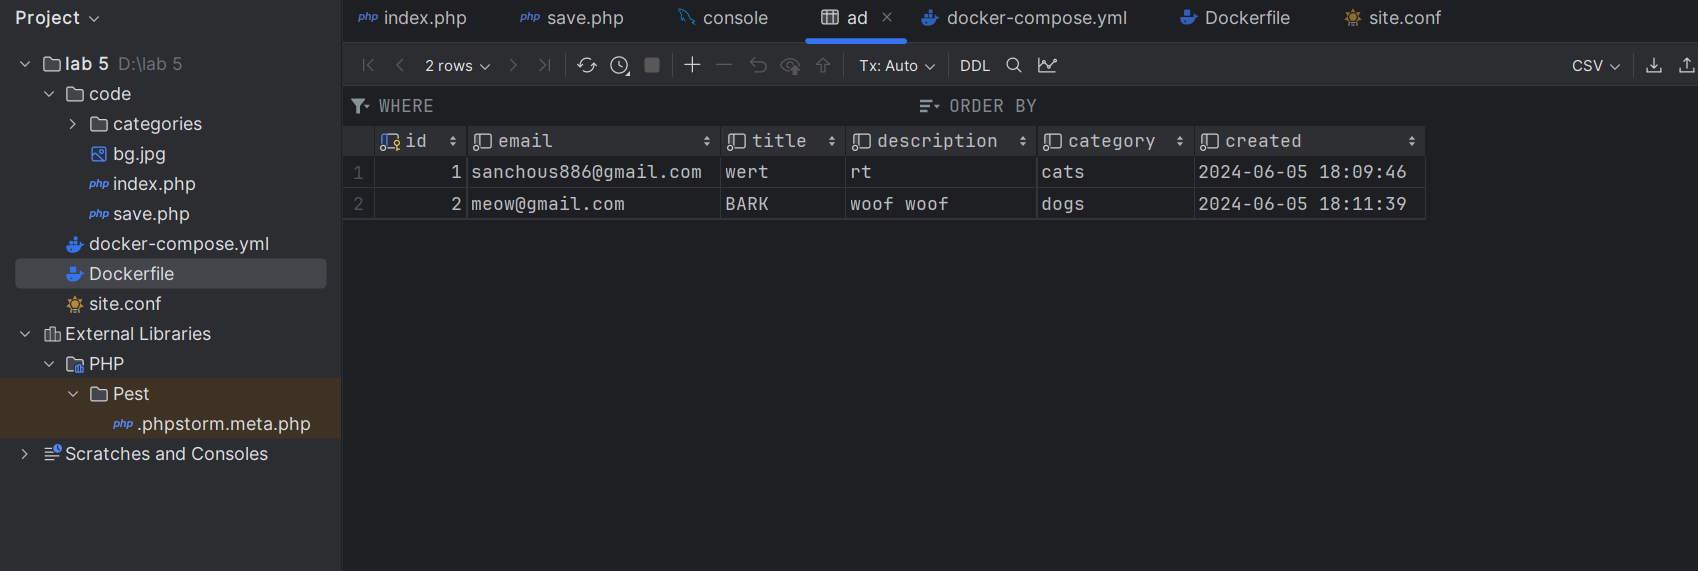 Project
index.php save.php console ad docker-compose.yml Dockerfile site.conf
2 rows Tx: Auto DDL CSV
WHERE ORDER BY
id email title description category created
1 1 sanchous886@gmail.com wert rt cats 2024-06-05 18:09:46
2 2 meow@gmail.com BARK woof woof dogs 2024-06-05 18:11:39
lab 5 D:\lab 5
code
categories
bg.jpg
php index.php
php save.php
docker-compose.yml
Dockerfile
site.conf
External Libraries
PHP
Pest
php .phpstorm.meta.php
Scratches and Consoles